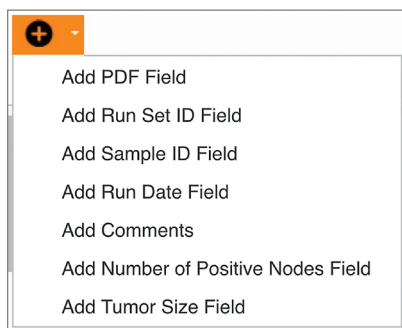 Add PDF Field
Add Run Set ID Field
Add Sample ID Field
Add Run Date Field
Add Comments
Add Number of Positive Nodes Field
Add Tumor Size Field